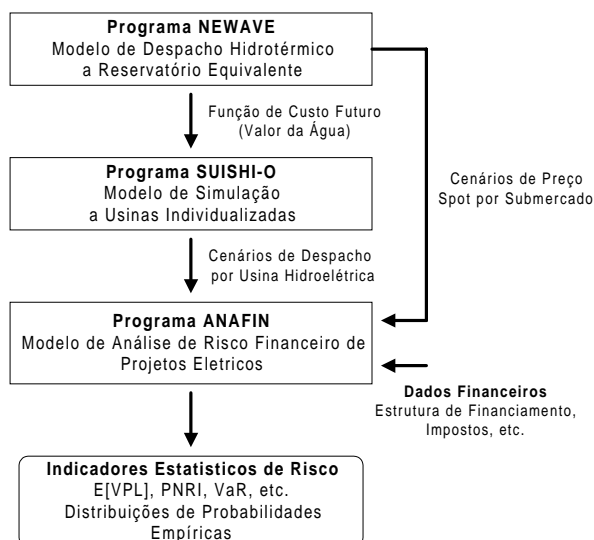 Programa NEWAVE
Modelo de Despacho Hidrotérmico
a Reservatório Equivalente
Função de Custo Futuro
(Valor da Água)
Programa SUISHI-O
Modelo de Simulação
a Usinas Individualizadas
Cenários de Preço
Spot por Submercado
Cenários de Despacho
por Usina Hidroelétrica
Programa ANAFIN
Modelo de Análise de Risco Financeiro de
Projetos Eletricos
Dados Financeiros
Estrutura de Financiamento,
Impostos, etc.
Indicadores Estatisticos de Risco
E[VPL], PNRI, VaR, etc.
Distribuições de Probabilidades
Empíricas